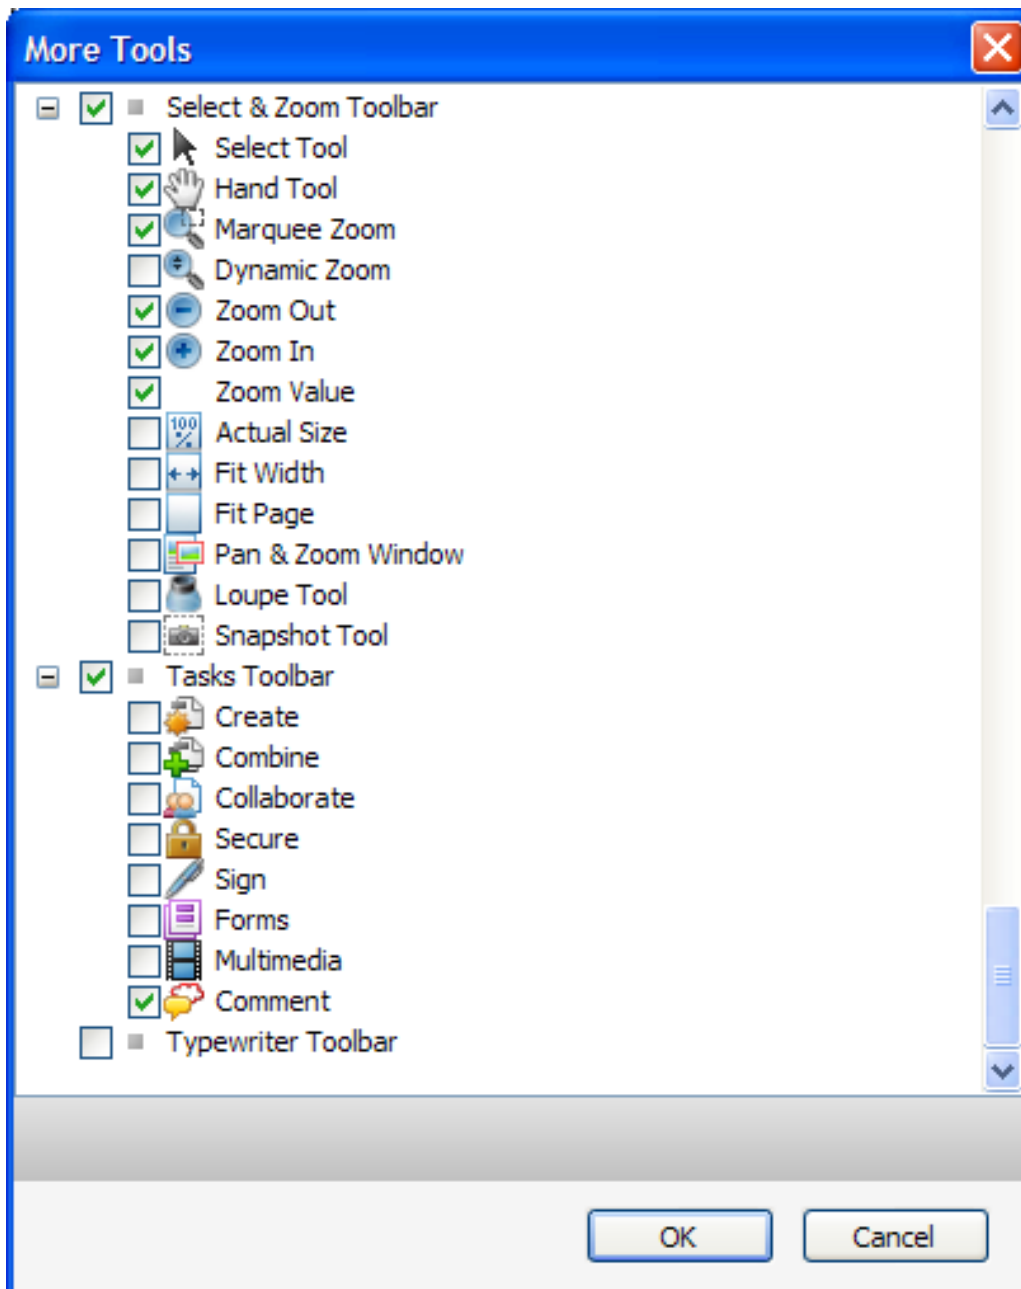 More Tools
Select & Zoom Toolbar
Select Tool
Hand Tool
Marquee Zoom
Dynamic Zoom
Zoom Out
Zoom In
Zoom Value
100%
Actual Size
Fit Width
Fit Page
Pan & Zoom Window
Loupe Tool
Snapshot Tool
Tasks Toolbar
Create
Combine
Collaborate
Secure
Sign
Forms
Multimedia
Comment
Typewriter Toolbar
OK
Cancel